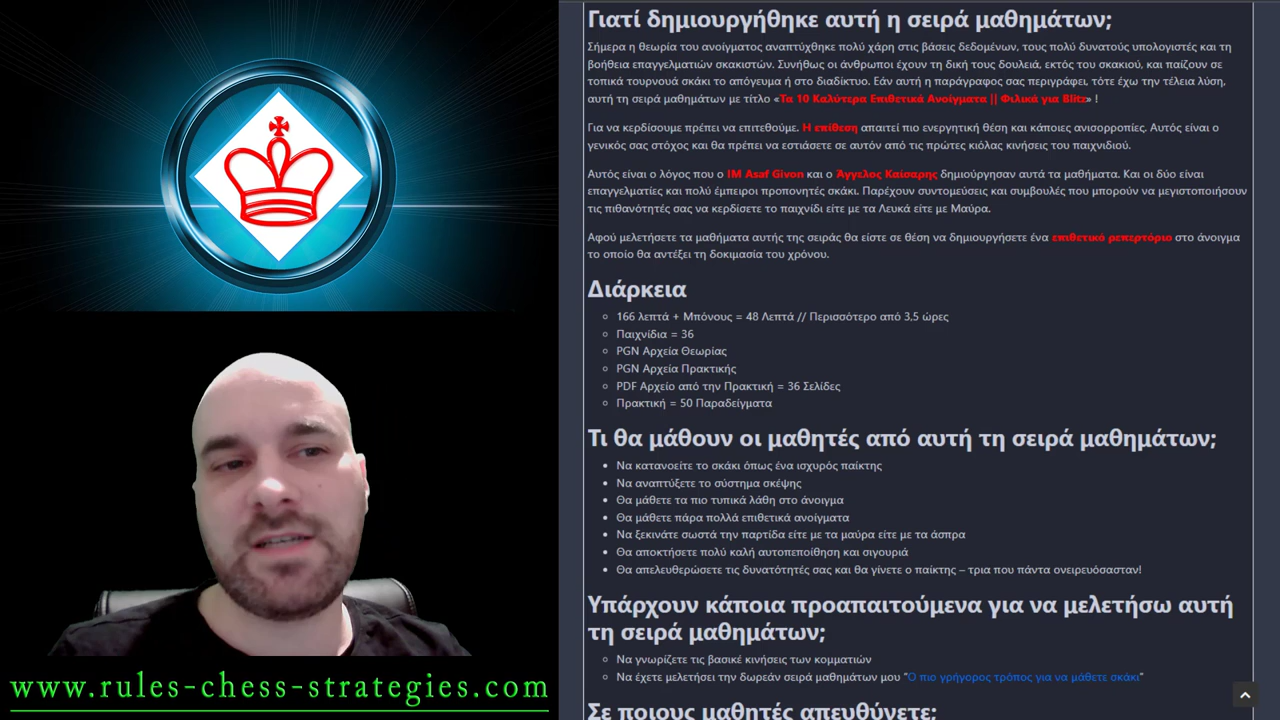 Γιατί δημιουργήθηκε αυτή η σειρά μαθημάτων;
Σήμερα η θεωρία του ανοίγματος αναπτύχθηκε πολύ χάρη στις βάσεις δεδομένων, τους πολύ δυνατούς υπολογιστές και τη
βοήθεια επαγγελματιών σκακιστών. Συνήθως οι άνθρωποι έχουν τη δική τους δουλειά, εκτός του σκακιού, και παίζουν σε
τοπικά τουρνουά σκάκι το απόγευμα ή στο διαδίκτυο. Εάν αυτή η παράγραφος σας περιγράφει, τότε έχω την τέλεια λύση,
αυτή τη σειρά μαθημάτων με τίτλο «Τα 10 Καλύτερα Επιθετικά Ανοίγματα || Φιλικά για Blitz» !
Για να κερδίσουμε πρέπει να επιτεθούμε. Η επίθεση απαιτεί πιο ενεργητική θέση και κάποιες ανισορροπίες. Αυτός είναι ο
γενικός σας στόχος και θα πρέπει να εστιάσετε σε αυτόν από τις πρώτες κιόλας κινήσεις του παιχνιδιού.
Αυτός είναι ο λόγος που ο IM Asaf Givon και ο Άγγελος Καίσαρης δημιούργησαν αυτά τα μαθήματα. Και οι δύο είναι
επαγγελματίες και πολύ έμπειροι προπονητές σκάκι. Παρέχουν συντομεύσεις και συμβουλές που μπορούν να μεγιστοποιήσουν
τις πιθανότητές σας να κερδίσετε το παιχνίδι είτε με τα Λευκά είτε με Μαύρα.
Αφού μελετήσετε τα μαθήματα αυτής της σειράς θα είστε σε θέση να δημιουργήσετε ένα επιθετικό ρεπερτόριο στο άνοιγμα
το οποίο θα αντέξει τη δοκιμασία του χρόνου.
Διάρκεια
166 λεπτά + Μπόνους = 48 Λεπτά // Περισσότερο από 3,5 ώρες
Παιχνίδια = 36
PGN Αρχεία Θεωρίας
PGN Αρχεία Πρακτικής
PDF Αρχείο από την Πρακτική = 36 Σελίδες
Πρακτική = 50 Παραδείγματα
Τι θα μάθουν οι μαθητές από αυτή τη σειρά μαθημάτων;
Να κατανοείτε το σκάκι όπως ένα ισχυρός παίκτης
Να αναπτύξετε το σύστημα σκέψης
Θα μάθετε τα πιο τυπικά λάθη στο άνοιγμα
Θα μάθετε πάρα πολλά επιθετικά ανοίγματα
Να ξεκινάτε σωστά την παρτίδα είτε με τα μαύρα είτε με τα άσπρα
Θα αποκτήσετε πολύ καλή αυτοπεποίθηση και σιγουριά
Θα απελευθερώσετε τις δυνατότητές σας και θα γίνετε ο παίκτης – τρια που πάντα ονειρευόσασταν!
Υπάρχουν κάποια προαπαιτούμενα για να μελετήσω αυτή
τη σειρά μαθημάτων;
Να γνωρίζετε τις βασικέ κινήσεις των κομματιών
Να έχετε μελετήσει την δωρεάν σειρά μαθημάτων μου "Ο πιο γρήγορος τρόπος για να μάθετε σκάκι"
Σε ποιους μαθητές απευθύνετε;
www.rules-chess-strategies.com